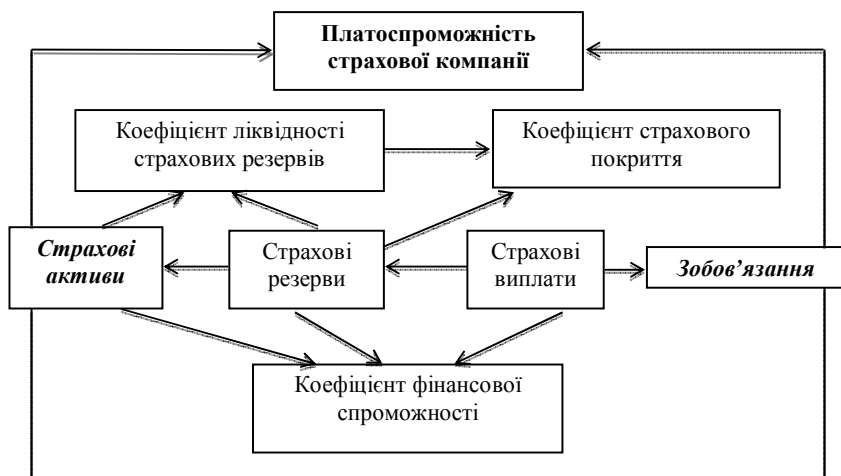 Платоспроможність
страхової компанії
Коефіцієнт ліквідності
страхових резервів
Коефіцієнт страхового
покриття
Страхові
активи
Страхові
резерви
Страхові
виплати
Зобов’язання
Коефіцієнт фінансової
спроможності